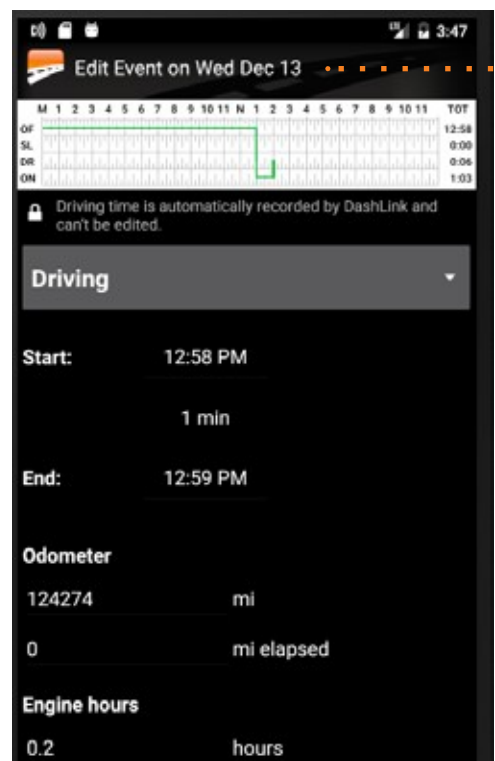 3:47
Edit Event on Wed Dec 13
M 1 2 3 4 5 6 7 8 9 10 11 N 1 2 3 4 5 6 7 8 9 10 11 TOT
OF 12:58
SL 0:00
DR 0:06
ON 1:03
Driving time is automatically recorded by DashLink and
can't be edited.
Driving
Start: 12:58 PM
1 min
End: 12:59 PM
Odometer
124274 mi
0 mi elapsed
Engine hours
0.2 hours